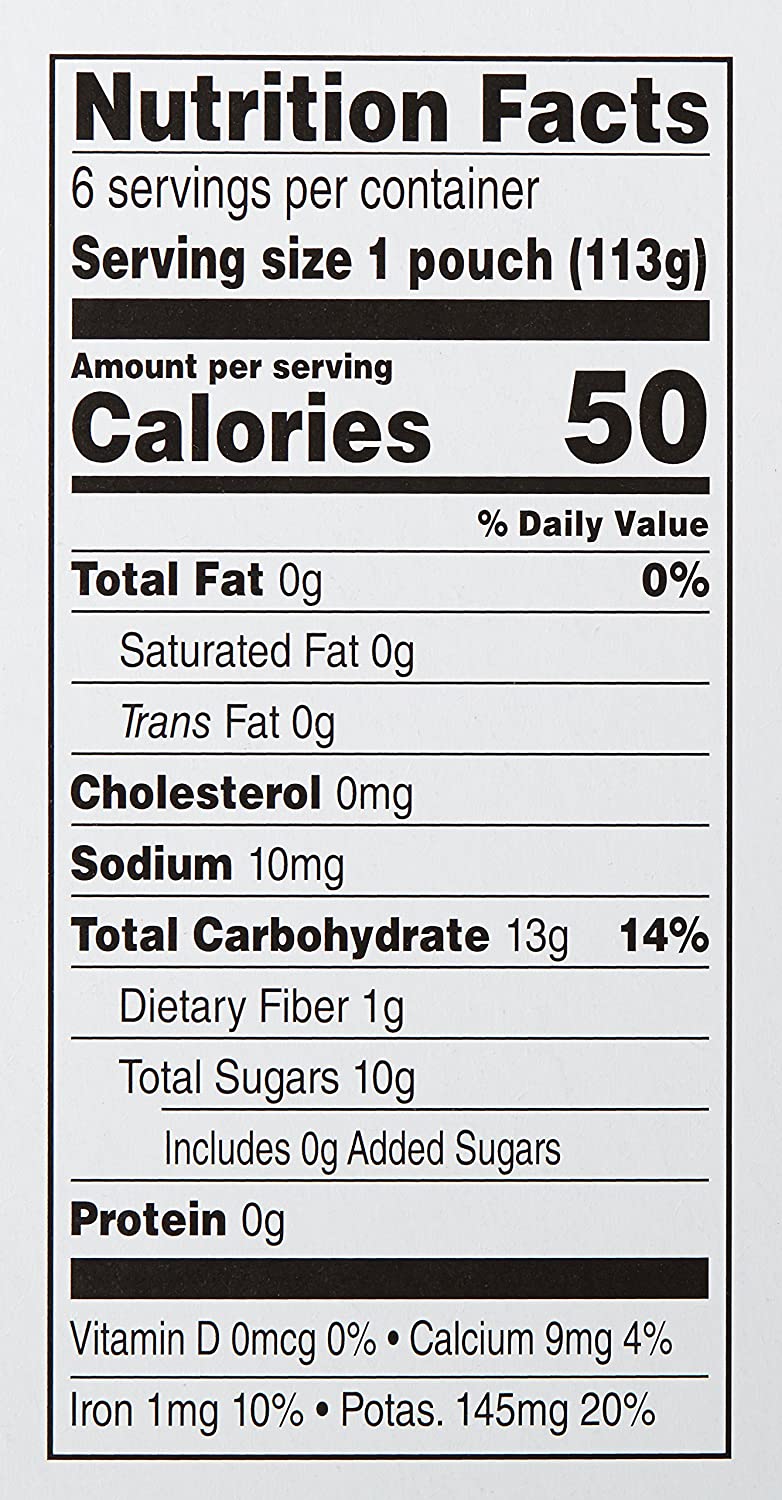 Nutrition Facts
6 servings per container
Serving size 1 pouch (113g)
Amount per serving
Calories 50
% Daily Value
Total Fat 0g 0%
Saturated Fat 0g
Trans Fat 0g
Cholesterol 0mg
Sodium 10mg
Total Carbohydrate 13g 14%
Dietary Fiber 1g
Total Sugars 10g
Includes 0g Added Sugars
Protein 0g
Vitamin D 0mcg 0% • Calcium 9mg 4%
Iron 1mg 10% • Potas. 145mg 20%